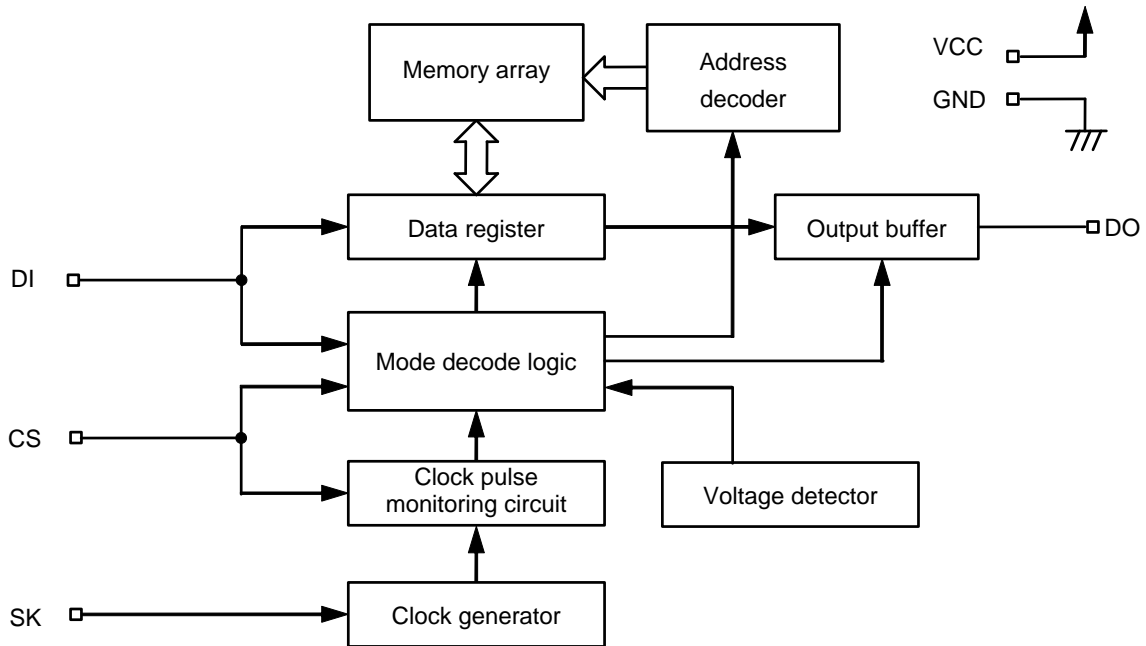 Memory array
Address
decoder
VCC
GND
Data register
Output buffer
DO
DI
Mode decode logic
CS
Clock pulse
monitoring circuit
Voltage detector
SK
Clock generator